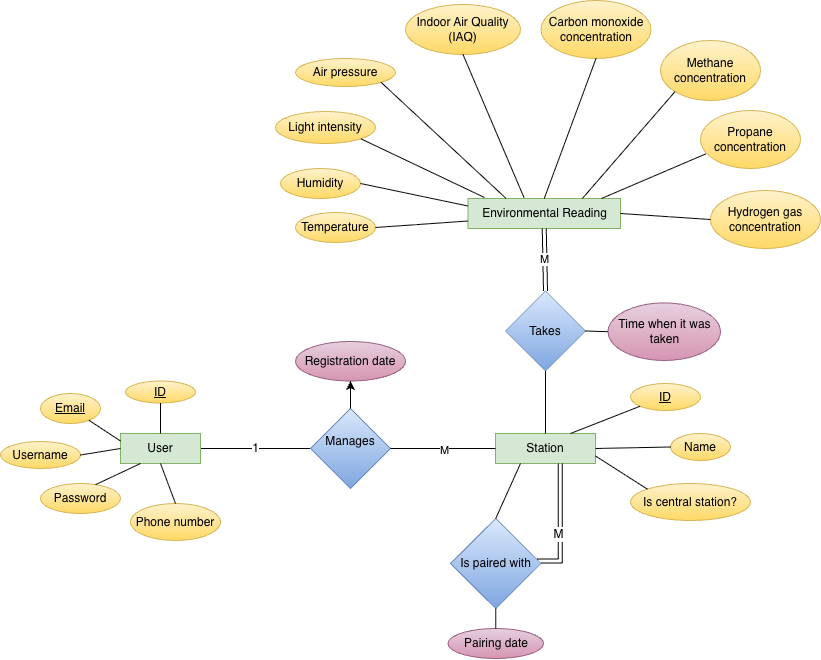 Indoor Air Quality
(IAQ)
Carbon monoxide
concentration
Air pressure
Methane
concentration
Light intensity
Propane
concentration
Humidity
Temperature
Environmental Reading
Hydrogen gas
concentration
M
Takes
Time when it was
taken
Registration date
ID
Email
ID
User
1
Manages
M
Station
Name
Username
Password
Phone number
Is central station?
M
Is paired with
Pairing date